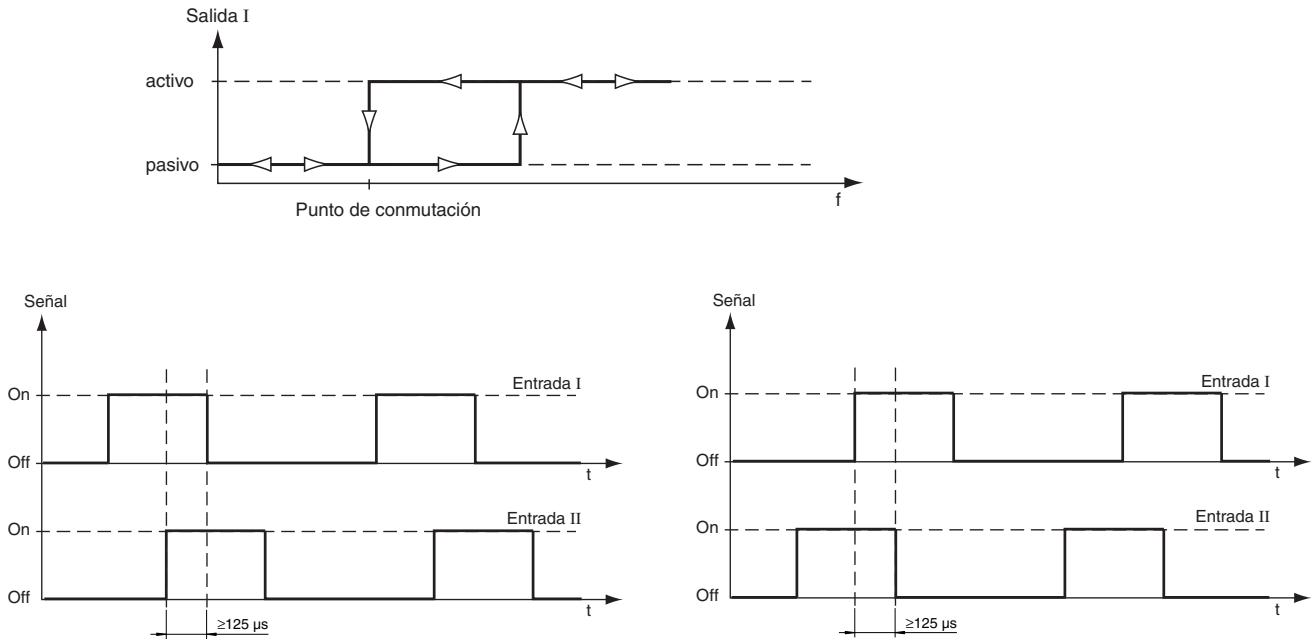 Salida I
activo
pasivo
f
Punto de conmutación
Señal
On
Entrada I
Off
t
On
Entrada II
Off
t
≥125 µs
Señal
On
Entrada I
Off
t
On
Entrada II
Off
t
≥125 µs